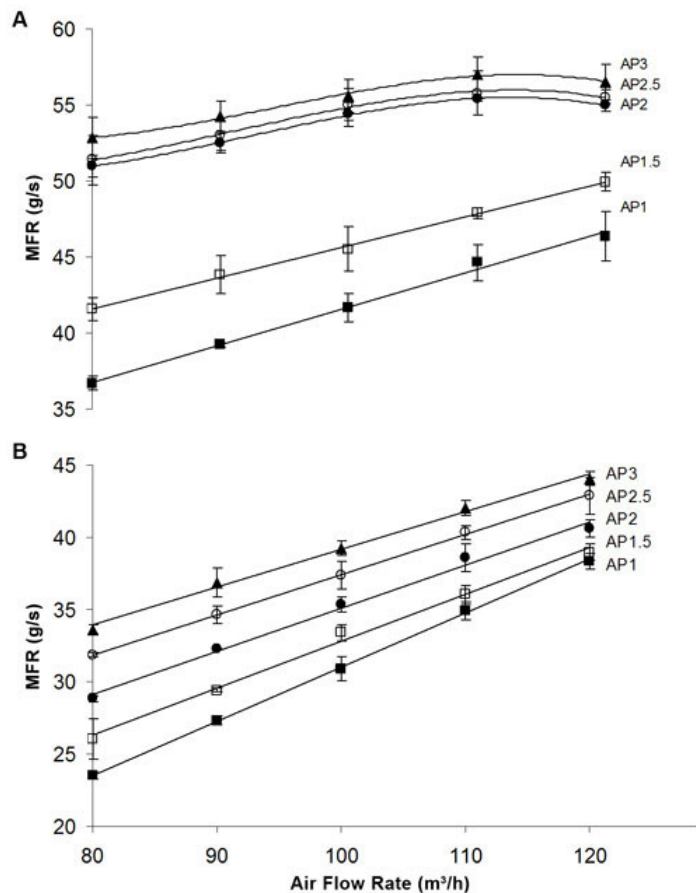 A
60
55
50
45
40
35
MFR (g/s)
AP3
AP2.5
AP2
AP1.5
AP1
B
45
40
35
30
25
20
MFR (g/s)
AP3
AP2.5
AP2
AP1.5
AP1
80 90 100 110 120
Air Flow Rate (m³/h)